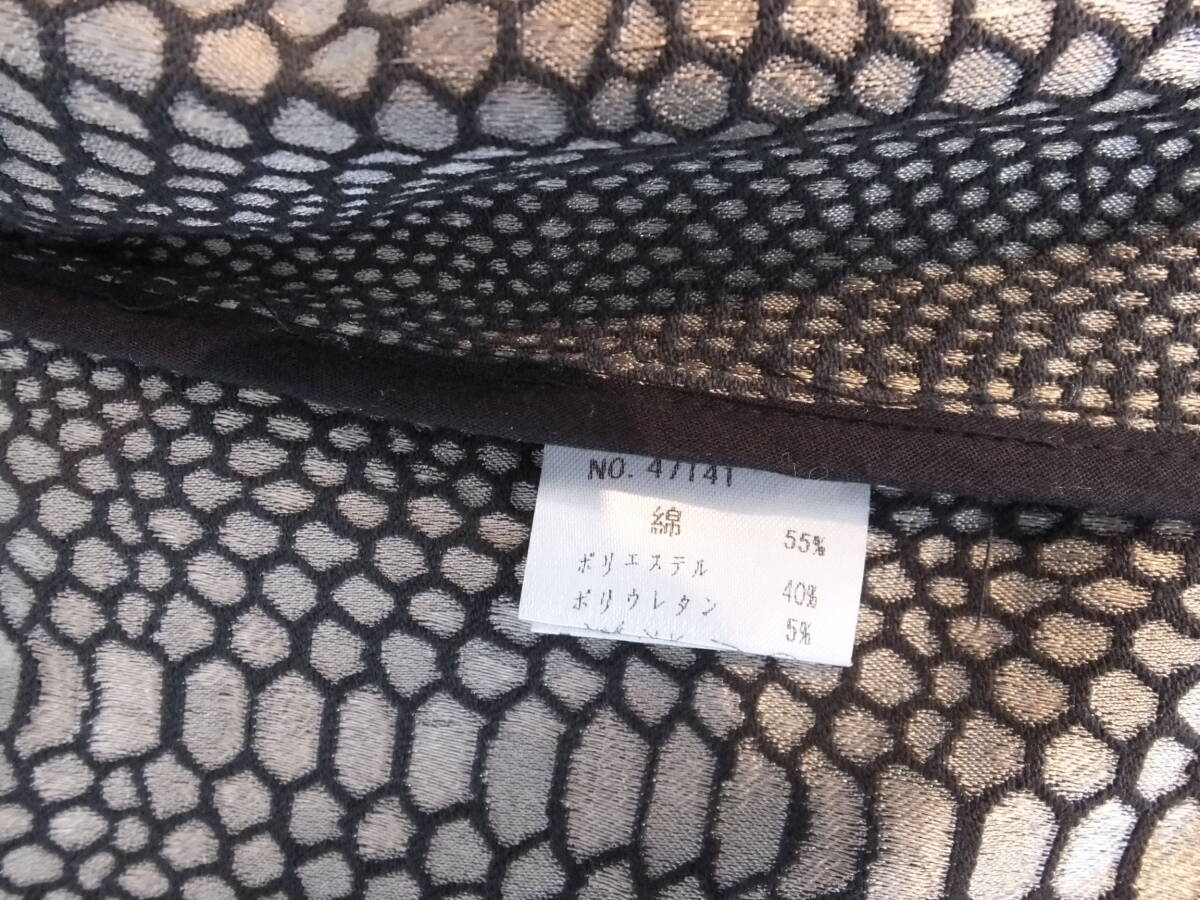 NO. 47141
綿 55%
ポリエステル 40%
ポリウレタン 5%